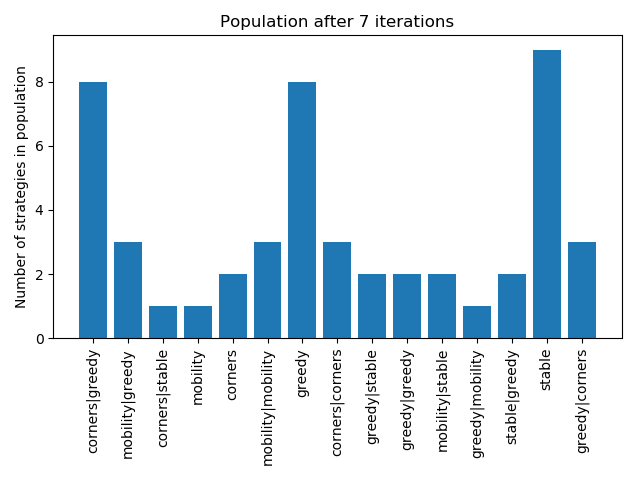 Population after 7 iterations
Number of strategies in population
8
6
4
2
0
corners|greedy
mobility|greedy
corners|stable
mobility
corners
mobility|mobility
greedy
corners|corners
greedy|stable
greedy|greedy
mobility|stable
greedy|mobility
stable|greedy
stable
greedy|corners